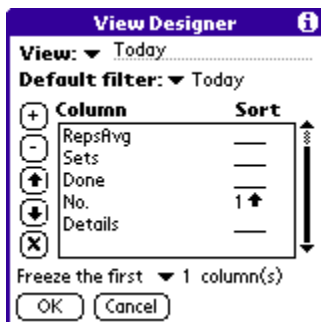 View Designer i
View: Today
Default filter: Today
Column Sort
+ RepsAvg
- Sets
Done
No. 1
X Details
Freeze the first 1 column(s)
OK Cancel